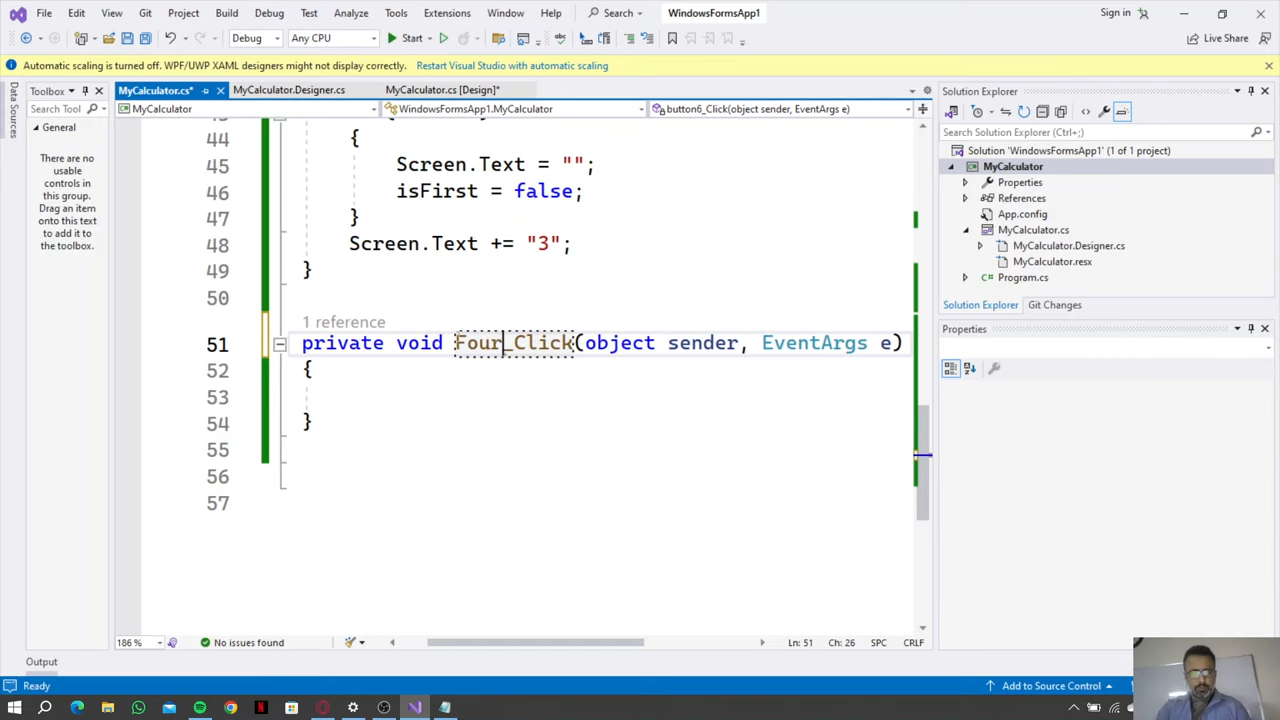 File Edit View Git Project Build Debug Test Analyze Tools Extensions Window Help Search WindowsFormsApp1 Sign in
Debug Any CPU Start Live Share
Automatic scaling is turned off. WPF/UWP XAML designers might not display correctly. Restart Visual Studio with automatic scaling
Data Sources
Toolbox
Search Tool
General
There are no
usable
controls in
this group.
Drag an item
onto this text
to add it to
the toolbox.
MyCalculator.cs* MyCalculator.Designer.cs MyCalculator.cs [Design]*
MyCalculator WindowsFormsApp1.MyCalculator button6_Click(object sender, EventArgs e)
44 {
45 Screen.Text = "";
46 isFirst = false;
47 }
48 Screen.Text += "3";
49 }
50
1 reference
51 private void Four_Click(object sender, EventArgs e)
52 {
53
54 }
55
56
57
186 % No issues found Ln: 51 Ch: 26 SPC CRLF
Solution Explorer
Search Solution Explorer (Ctrl+;)
Solution 'WindowsFormsApp1' (1 of 1 project)
MyCalculator
Properties
References
App.config
MyCalculator.cs
MyCalculator.Designer.cs
MyCalculator.resx
Program.cs
Solution Explorer Git Changes
Properties
Output
Ready Add to Source Control